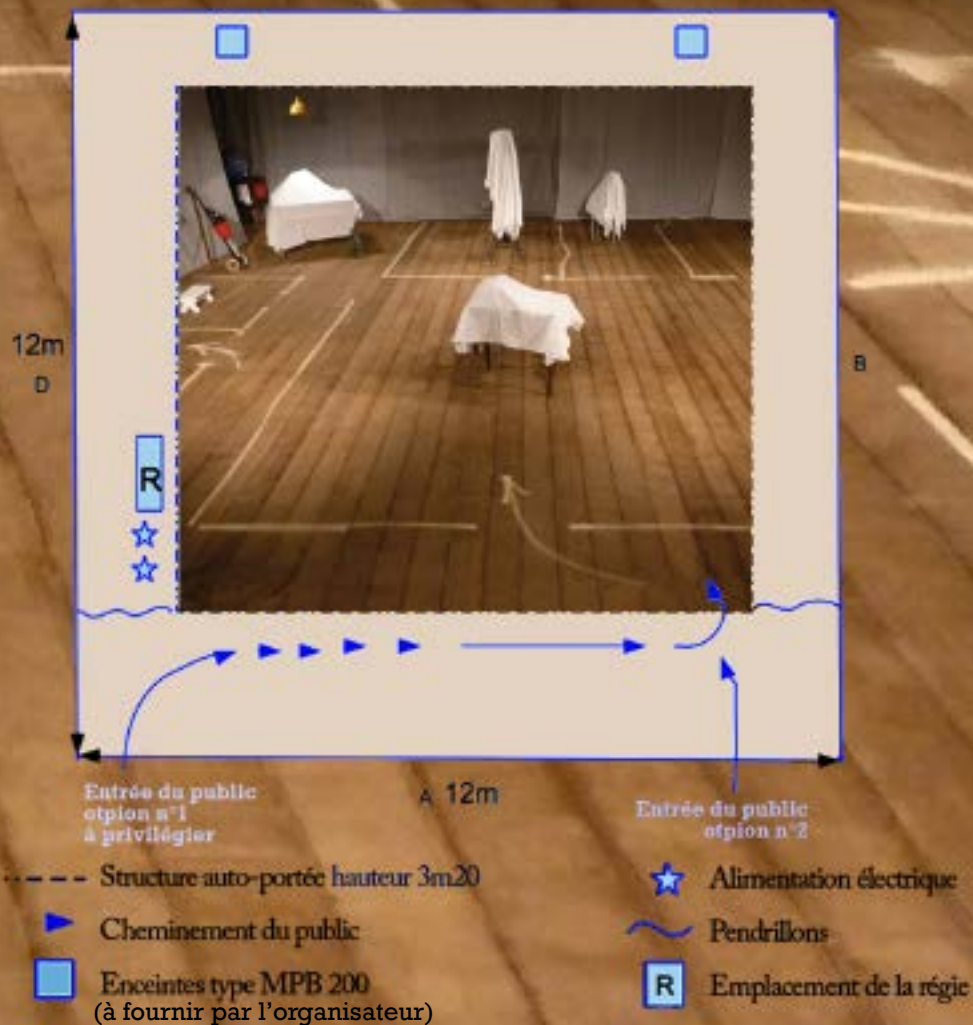 12m
D
B
R
A 12m
Entrée du public
otpion n°1
à privilégier
Entrée du public
otpion n°2
Structure auto-portée hauteur 3m20
Cheminement du public
Enceintes type MPB 200
(à fournir par l'organisateur)
Alimentation électrique
Pendrillons
R Emplacement de la régie